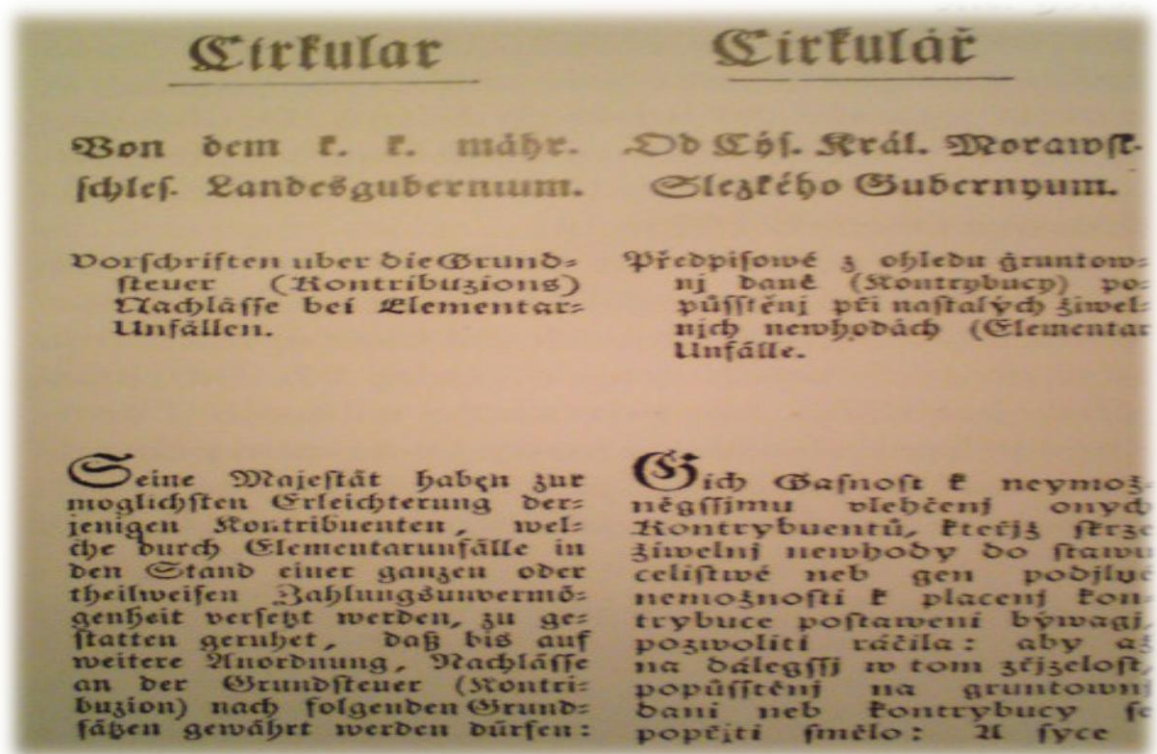 Cirkular
Von dem k. k. mähr.
schles. Landesgubernium.
Vorschriften uber die Grund=
steuer (Kontribuzions)
Nachlässe bei Elementar=
Unfällen.
Seine Majestät haben zur
moglichsten Erleichterung der=
jenigen Kontribuenten, wel=
che durch Elementarunfälle in
den Stand einer ganzen oder
theilweisen Zahlungsunvermö=
genheit versetzt werden, zu ge=
statten geruhet, daß bis auf
weitere Anordnung, Nachlässe
an der Grundsteuer (Kontri=
buzion) nach folgenden Grund=
sätzen gewährt werden dürfen:
Cirkulář
Od Cýs. Král. Morawsk-
Slezkého Gubernyum.
Předpisowé z ohledu gruntow=
nj daně (Kontrybucy) po=
půsstěnj při nastalých žiwel=
njch newhodách (Elementar
Unfälle.
Gich Gasnost k neymož-
něgssjmu vlehčenj onych
Kontrybuentů, kteřjž skrze
žiwelnj newhody do stawu
celistwé neb gen podjlné
nemožnosti k placenj kon-
trybuce postaweni býwagj,
pozwoliti ráčila: aby až
na dálegssj w tom zřjzelost,
popůsstěnj na gruntownj
dani neb kontrybucy se
popřjti smělo: A syce